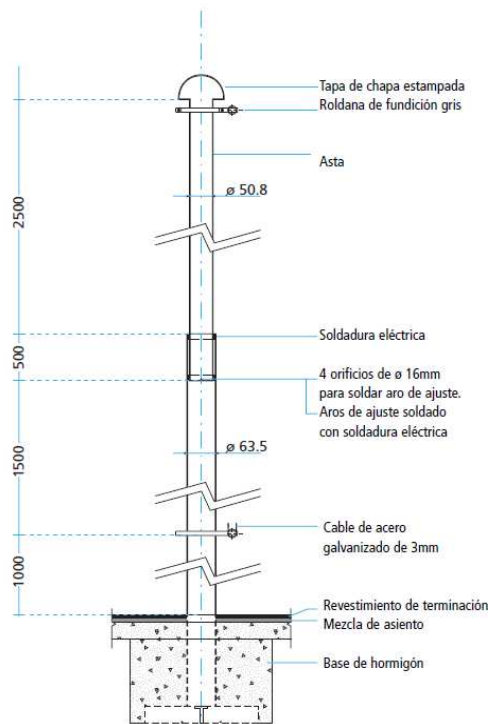 Tapa de chapa estampada
Roldana de fundición gris
Asta
ø 50.8
2500
Soldadura eléctrica
500
4 orificios de ø 16mm
para soldar aro de ajuste.
Aros de ajuste soldado
con soldadura eléctrica
ø 63.5
1500
Cable de acero
galvanizado de 3mm
1000
Revestimiento de terminación
Mezcla de asiento
Base de hormigón